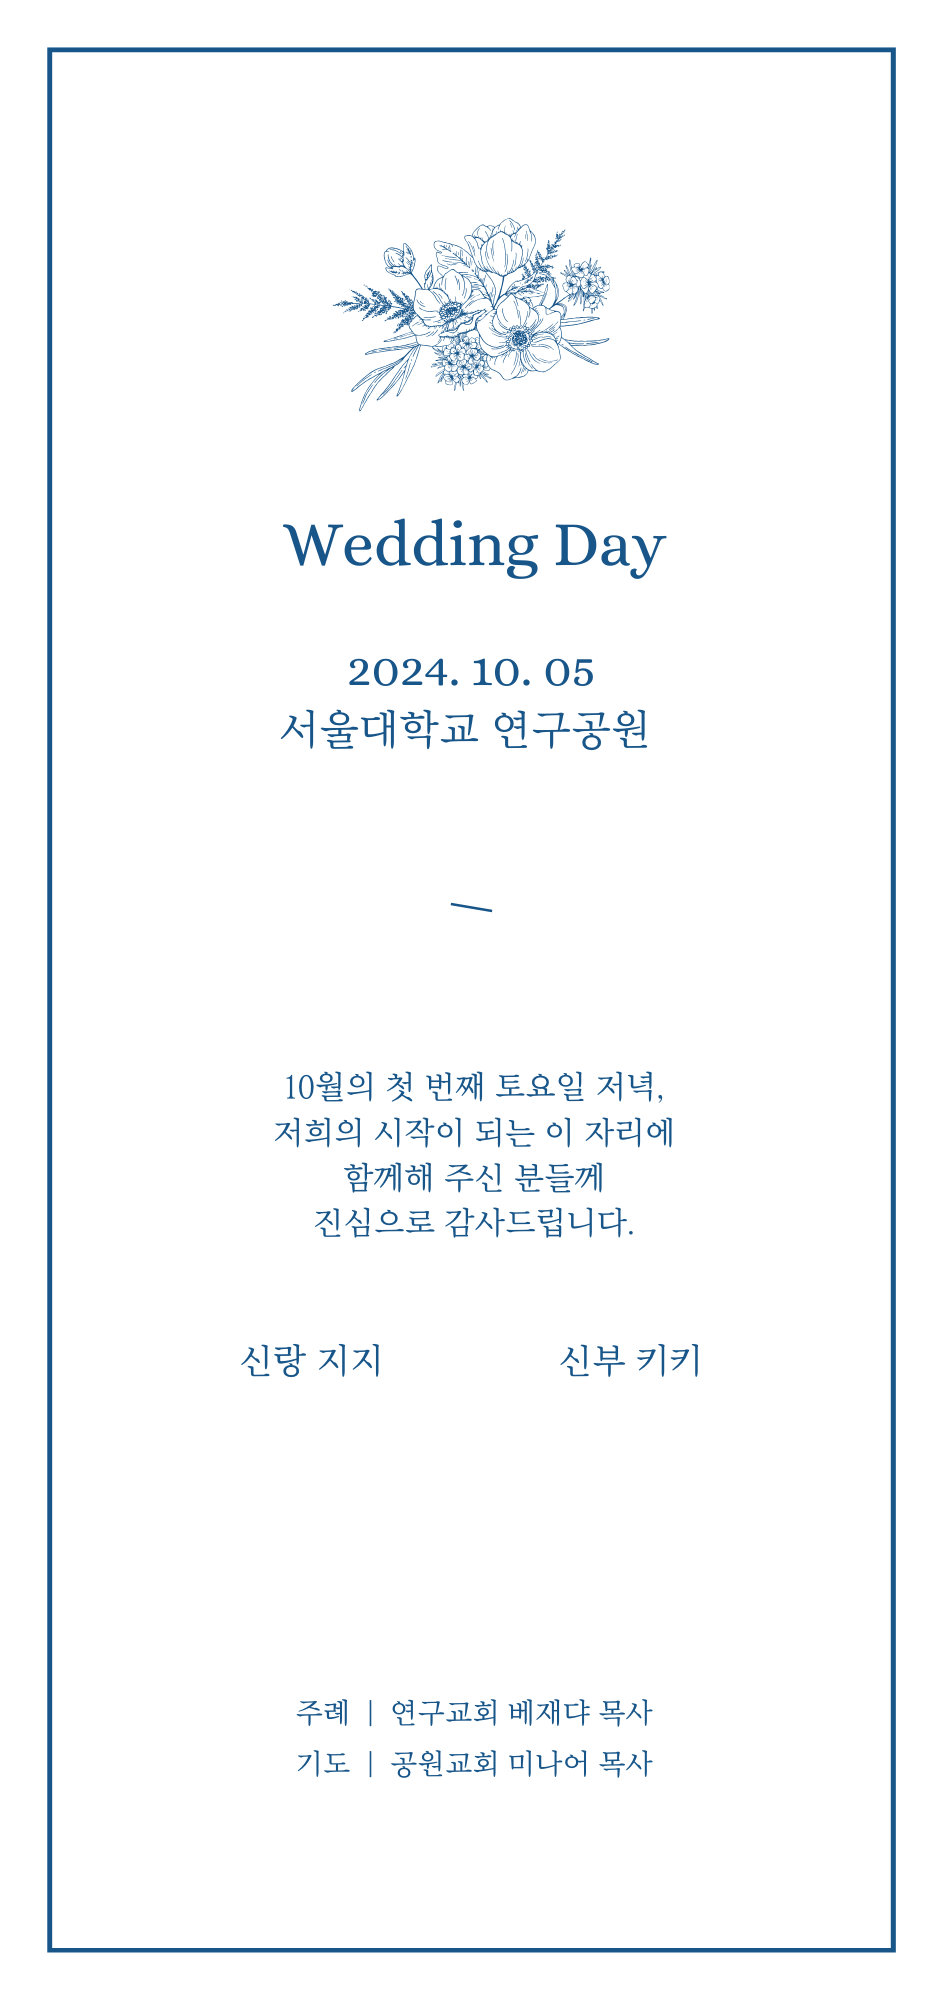 Wedding Day
2024. 10. 05
서울대학교 연구공원
10월의 첫 번째 토요일 저녁,
저희의 시작이 되는 이 자리에
함께해 주신 분들께
진심으로 감사드립니다.
신랑 지지 신부 키키
주례 | 연구교회 베재댜 목사
기도 | 공원교회 미나어 목사